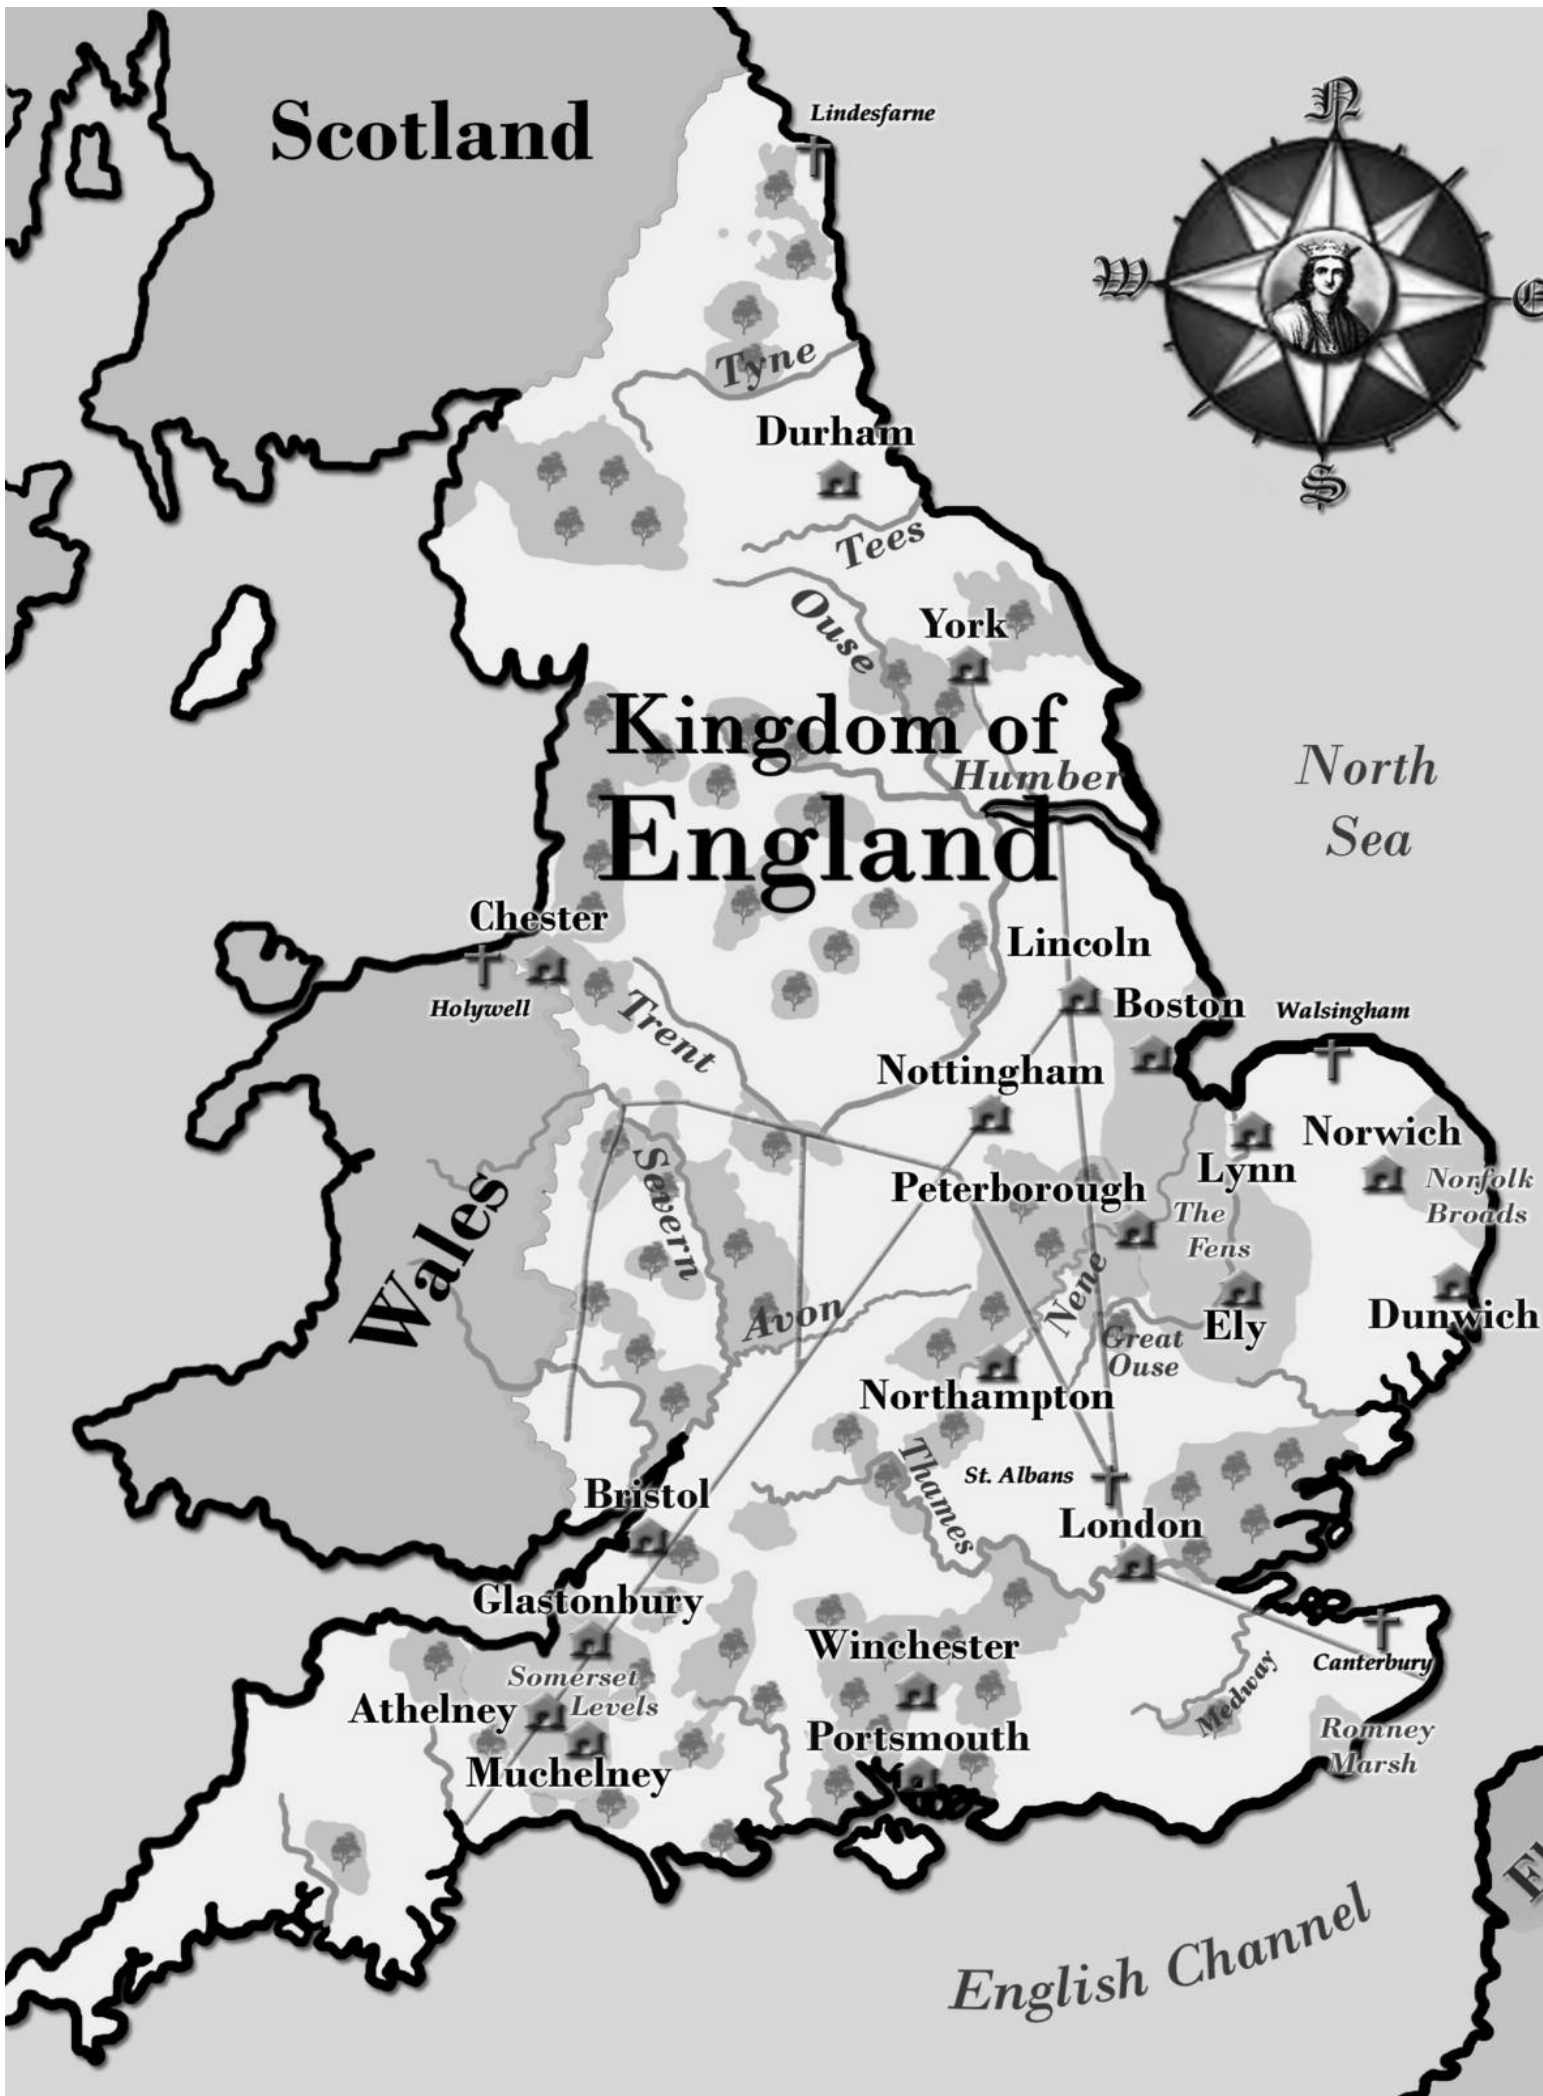 Scotland
Lindesfarne
N
W
S
Tyne
Durham
Tees
Ouse
York
Kingdom of
England
Humber
North
Sea
Chester
Holywell
Lincoln
Boston
Walsingham
Trent
Nottingham
Norwich
Lynn
Norfolk
Broads
Peterborough
The
Fens
Severn
Wales
Avon
Nene
Ely
Dunwich
Great
Ouse
Northampton
Thames
St. Albans
London
Bristol
Glastonbury
Winchester
Canterbury
Medway
Somerset
Levels
Athelney
Muchelney
Portsmouth
Romney
Marsh
English Channel